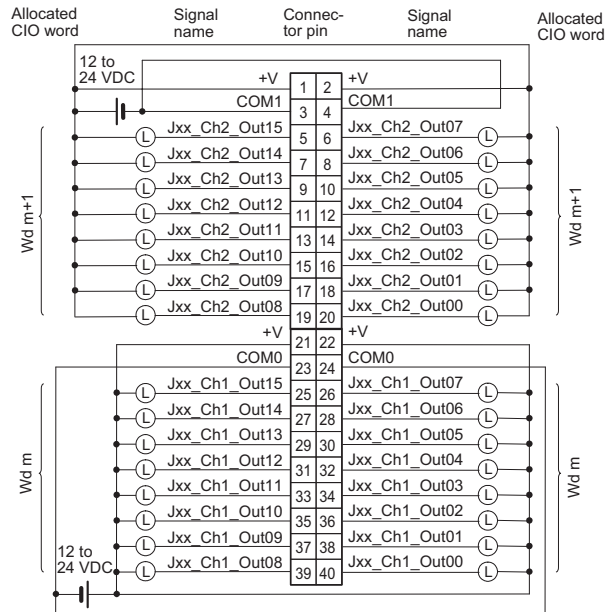 Allocated CIO word Signal name Connec-tor pin Signal name Allocated CIO word
12 to 24 VDC
+V 1 2 +V
COM1 3 4 COM1
Jxx_Ch2_Out15 5 6 Jxx_Ch2_Out07
L L
Jxx_Ch2_Out14 7 8 Jxx_Ch2_Out06
L L
Jxx_Ch2_Out13 9 10 Jxx_Ch2_Out05
L L
Jxx_Ch2_Out12 11 12 Jxx_Ch2_Out04
L L
Jxx_Ch2_Out11 13 14 Jxx_Ch2_Out03
L L
Jxx_Ch2_Out10 15 16 Jxx_Ch2_Out02
L L
Jxx_Ch2_Out09 17 18 Jxx_Ch2_Out01
L L
Jxx_Ch2_Out08 19 20 Jxx_Ch2_Out00
L L
Wd m+1 Wd m+1
+V 21 22 +V
COM0 23 24 COM0
Jxx_Ch1_Out15 25 26 Jxx_Ch1_Out07
L L
Jxx_Ch1_Out14 27 28 Jxx_Ch1_Out06
L L
Jxx_Ch1_Out13 29 30 Jxx_Ch1_Out05
L L
Jxx_Ch1_Out12 31 32 Jxx_Ch1_Out04
L L
Jxx_Ch1_Out11 33 34 Jxx_Ch1_Out03
L L
Jxx_Ch1_Out10 35 36 Jxx_Ch1_Out02
L L
Jxx_Ch1_Out09 37 38 Jxx_Ch1_Out01
L L
Jxx_Ch1_Out08 39 40 Jxx_Ch1_Out00
L L
Wd m Wd m
12 to 24 VDC